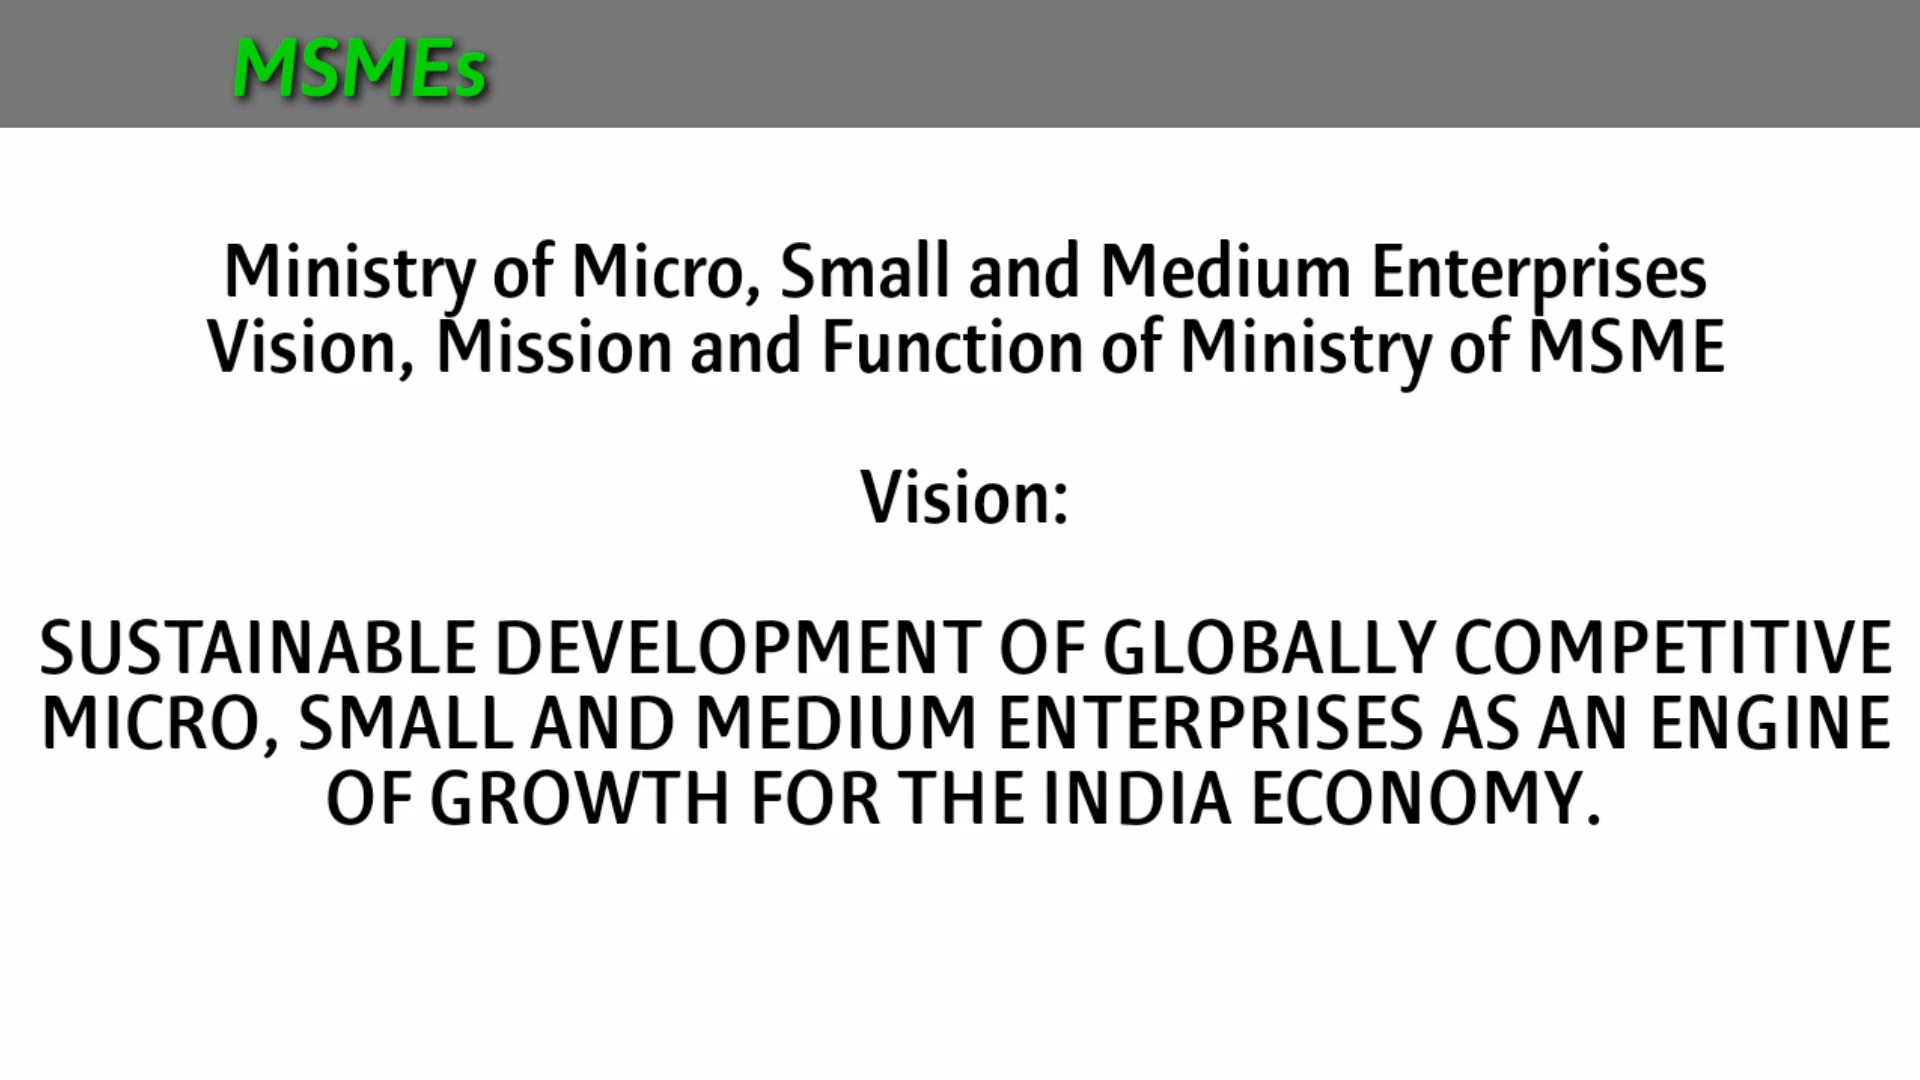 MSMEs
Ministry of Micro, Small and Medium Enterprises
Vision, Mission and Function of Ministry of MSME
Vision:
SUSTAINABLE DEVELOPMENT OF GLOBALLY COMPETITIVE
MICRO, SMALL AND MEDIUM ENTERPRISES AS AN ENGINE
OF GROWTH FOR THE INDIA ECONOMY.